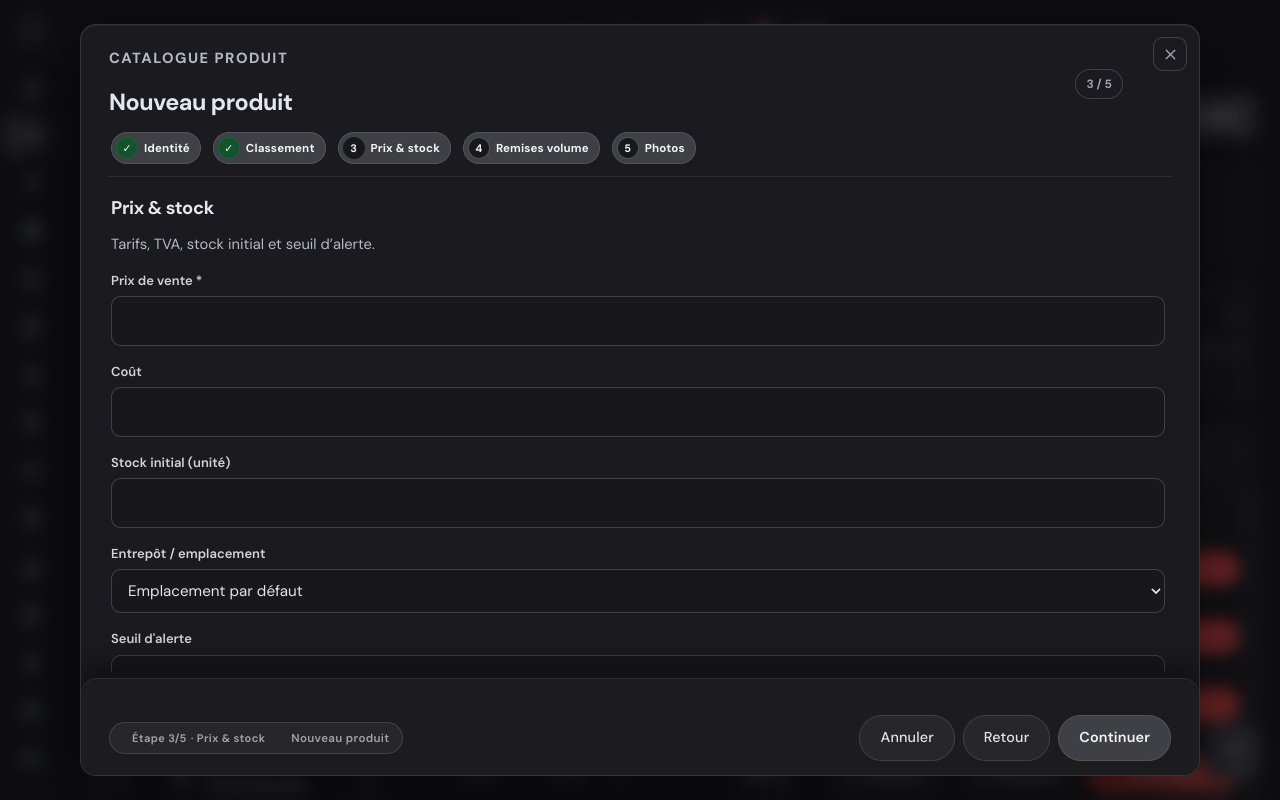 CATALOGUE PRODUIT
3 / 5
Nouveau produit
✓ Identité
✓ Classement
3 Prix & stock
4 Remises volume
5 Photos
Prix & stock
Tarifs, TVA, stock initial et seuil d’alerte.
Prix de vente *
Coût
Stock initial (unité)
Entrepôt / emplacement
Emplacement par défaut
Seuil d'alerte
Étape 3/5 · Prix & stock Nouveau produit
Annuler
Retour
Continuer